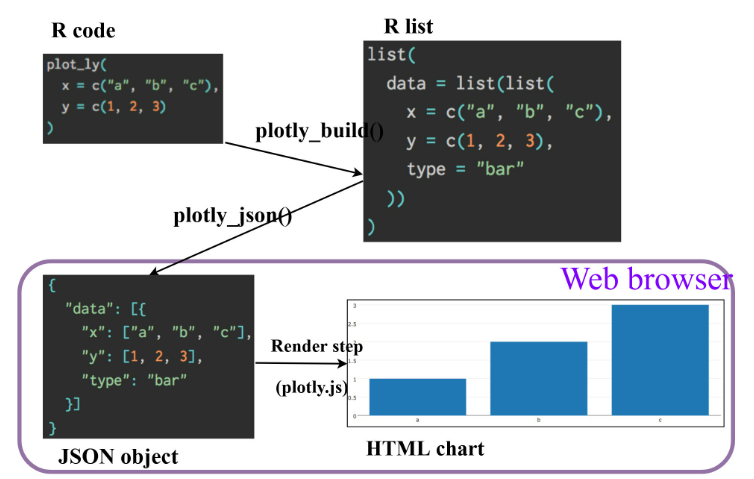 R code
plot_ly(
x = c("a", "b", "c"),
y = c(1, 2, 3)
)
plotly_build()
R list
list(
data = list(list(
x = c("a", "b", "c"),
y = c(1, 2, 3),
type = "bar"
))
)
plotly_json()
Web browser
{
"data": [{
"x": ["a", "b", "c"],
"y": [1, 2, 3],
"type": "bar"
}]
}
JSON object
Render step
(plotly.js)
3
2.5
2
1.5
1
0.5
0
a b c
HTML chart